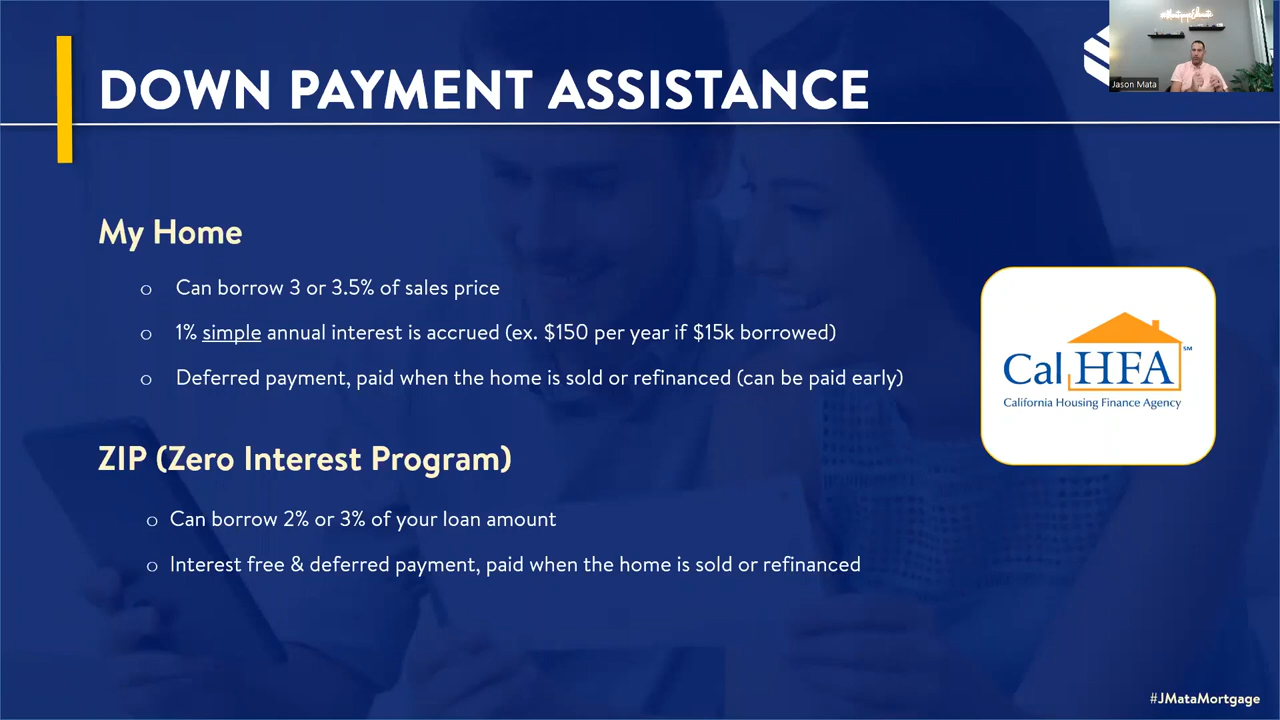 DOWN PAYMENT ASSISTANCE
Jason Mata
My Home
o Can borrow 3 or 3.5% of sales price
o 1% simple annual interest is accrued (ex. $150 per year if $15k borrowed)
o Deferred payment, paid when the home is sold or refinanced (can be paid early)
Cal HFA SM
California Housing Finance Agency
ZIP (Zero Interest Program)
o Can borrow 2% or 3% of your loan amount
o Interest free & deferred payment, paid when the home is sold or refinanced
#JMataMortgage